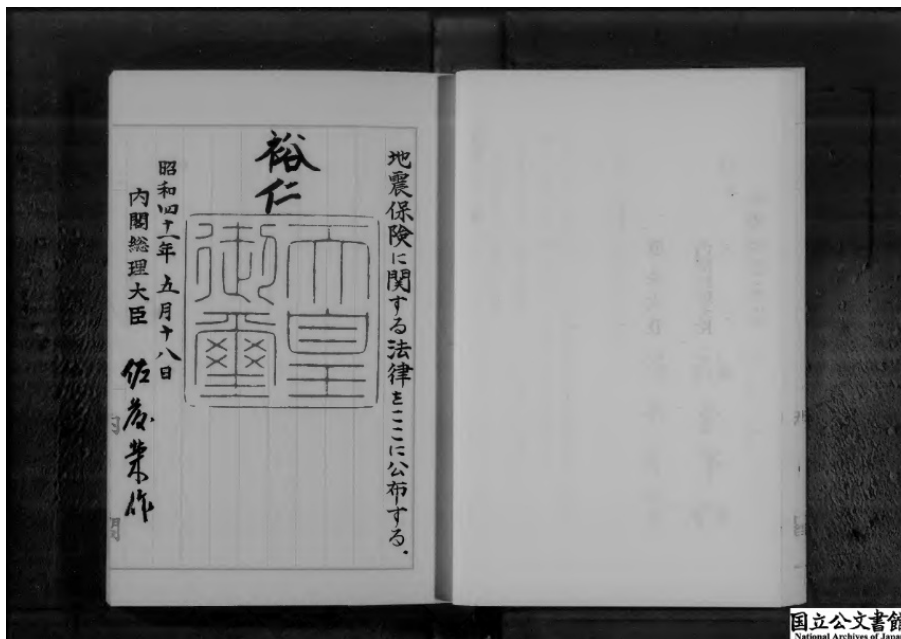 地震保険に関する法律をここに公布する。
裕仁
天皇
御璽
昭和四十一年五月十八日
内閣総理大臣 佐藤栄作
国立公文書館
National Archives of Japan